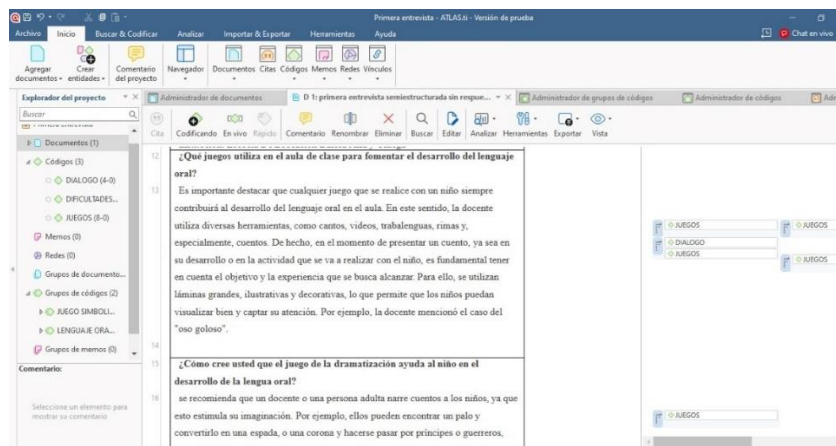 Primera entrevista - ATLAS.ti - Versión de prueba
Archivo Inicio Buscar & Codificar Analizar Importar & Exportar Herramientas Ayuda
Chat en vivo
Agregar documentos Crear entidades Comentario del proyecto Navegador Documentos Citas Códigos Memos Redes Vínculos
Explorador del proyecto
Administrador de documentos
D 1: primera entrevista semiestructurada sin respue...
Administrador de grupos de códigos
Administrador de códigos
Buscar
Cita Codificando En vivo Rapido Comentario Renombrar Eliminar Buscar Editar Analizar Herramientas Exportar Vista
Documentos (1)
Códigos (3)
DIALOGO (4-0)
DIFICULTADES...
JUEGOS (8-0)
Memos (0)
Redes (0)
Grupos de documento...
Grupos de códigos (2)
JUEGO SIMBOLI...
LENGUAJE ORA...
Grupos de memos (0)
Comentario:
Seleccione un elemento para
mostrar su comentario
12 ¿Qué juegos utiliza en el aula de clase para fomentar el desarrollo del lenguaje
oral?
13 Es importante destacar que cualquier juego que se realice con un niño siempre
contribuirá al desarrollo del lenguaje oral en el aula. En este sentido, la docente
utiliza diversas herramientas, como cantos, videos, trabalenguas, rimas y,
especialmente, cuentos. De hecho, en el momento de presentar un cuento, ya sea en
su desarrollo o en la actividad que se va a realizar con el niño, es fundamental tener
en cuenta el objetivo y la experiencia que se busca alcanzar. Para ello, se utilizan
láminas grandes, ilustrativas y decorativas, lo que permite que los niños puedan
visualizar bien y captar su atención. Por ejemplo, la docente mencionó el caso del
"oso goloso".
14
15 ¿Cómo cree usted que el juego de la dramatización ayuda al niño en el
desarrollo de la lengua oral?
16 se recomienda que un docente o una persona adulta narre cuentos a los niños, ya que
esto estimula su imaginación. Por ejemplo, ellos pueden encontrar un palo y
convertirlo en una espada, o una corona y hacerse pasar por príncipes o guerreros,
JUEGOS
JUEGOS
DIALOGO
JUEGOS
JUEGOS
JUEGOS